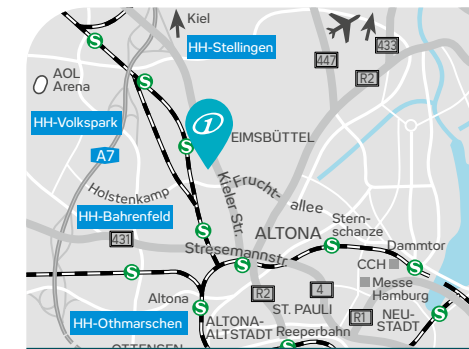 Kiel
HH-Stellingen
433
447
R2
S
S
AOL
Arena
HH-Volkspark
i
EIMSBÜTTEL
S
A7
Holstenkamp
Kieler Str.
Frucht-
allee
HH-Bahrenfeld
431
S
ALTONA
Stern-
schanze
S
Dammtor
S
Stresemannstr.
S
S
CCH
Messe
Hamburg
Altona
S
R2
4
ST. PAULI
R1
NEU-
STADT
S
HH-Othmarschen
ALTONA-
ALTSTADT
Reeperbahn
S
OTTENSEN